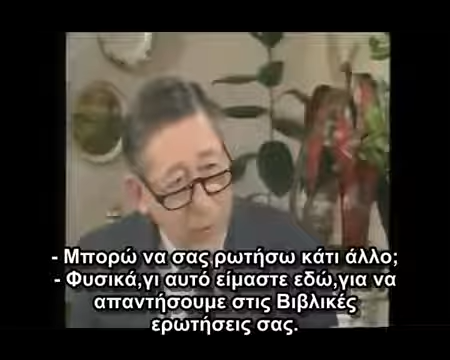 - Μπορώ να σας ρωτήσω κάτι άλλο;
- Φυσικά,γι αυτό είμαστε εδώ,για να
απαντήσουμε στις Βιβλικές
ερωτήσεις σας.